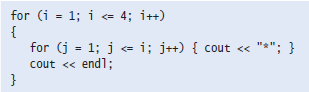 for (i = 1; i <= 4; i++)
{
   for (j = 1; j <= i; j++) { cout << "*"; }
   cout << endl;
}